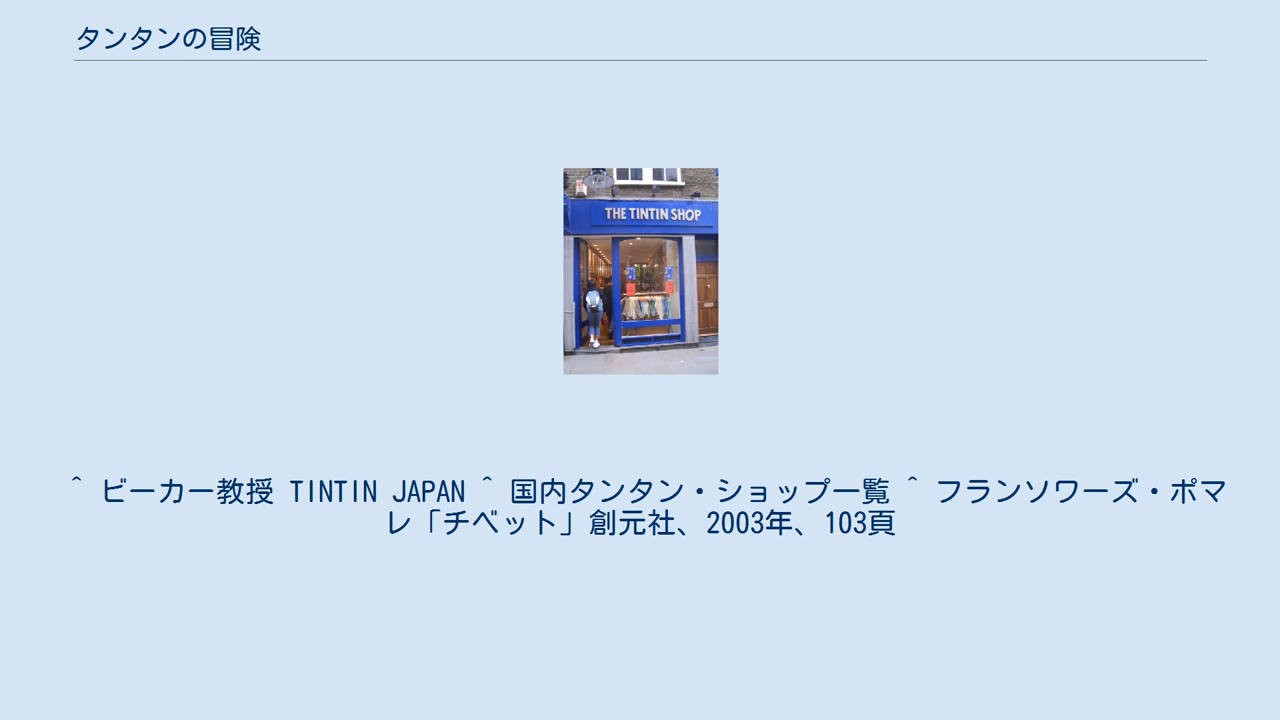 タンタンの冒険
THE TINTIN SHOP
^ ビーカー教授 TINTIN JAPAN ^ 国内タンタン・ショップ一覧 ^ フランソワーズ・ポマ
レ「チベット」創元社、2003年、103頁